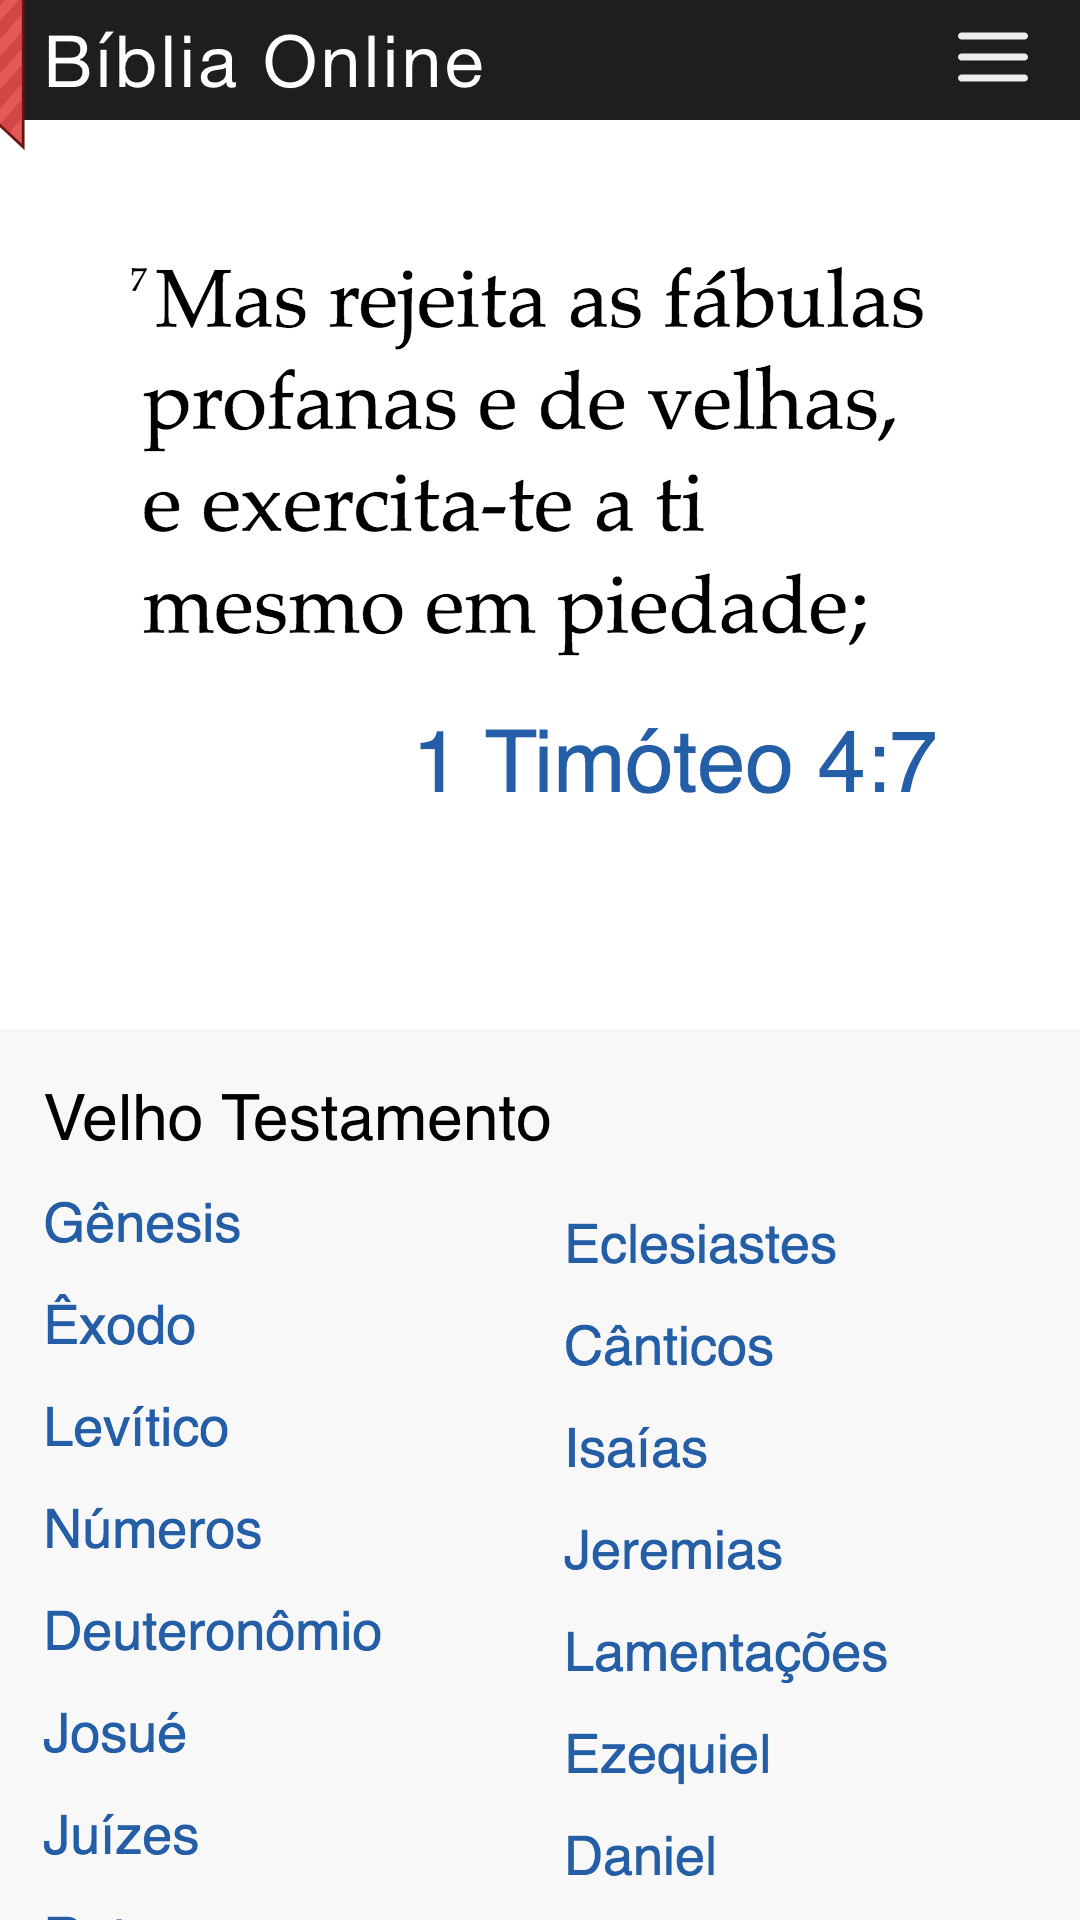 Bíblia Online
7 Mas rejeita as fábulas
profanas e de velhas,
e exercita-te a ti
mesmo em piedade;
1 Timóteo 4:7
Velho Testamento
Gênesis
Êxodo
Levítico
Números
Deuteronômio
Josué
Juízes
Eclesiastes
Cânticos
Isaías
Jeremias
Lamentações
Ezequiel
Daniel